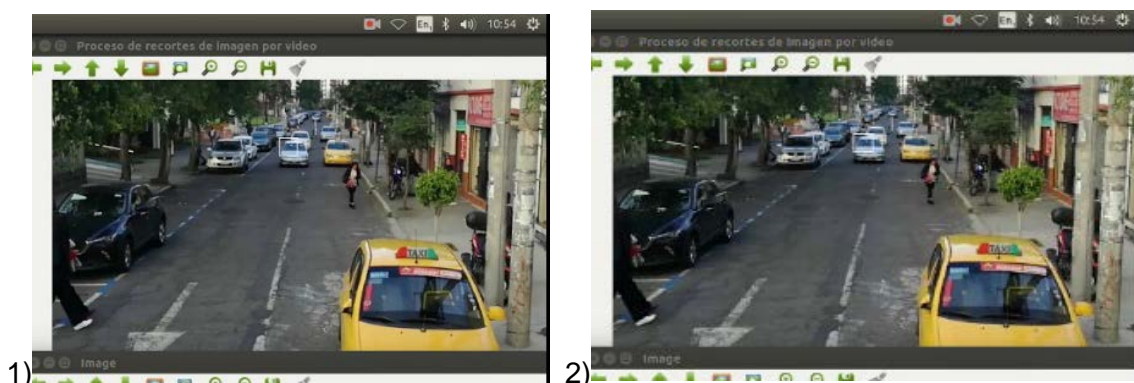 En 10:54
Proceso de recortes de imagen por video
TAXI
Image
1)
En 10:54
Proceso de recortes de imagen por video
TAXI
Image
2)